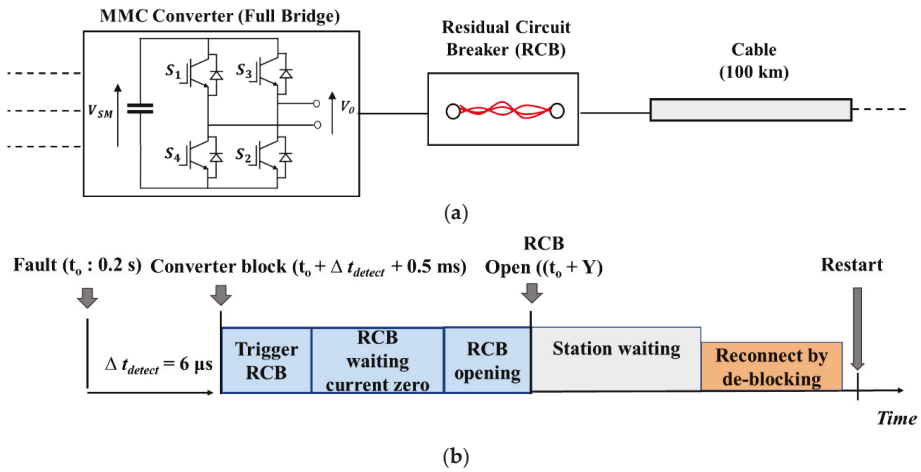 MMC Converter (Full Bridge)
Residual Circuit
Breaker (RCB)
Cable
(100 km)
S1
S3
VSM
VO
S4
S2
(a)
RCB
Fault (to : 0.2 s)
Converter block (to + Δ tdetect + 0.5 ms)
Open ((to + Y)
Restart
Δ tdetect = 6 μs
Trigger
RCB
RCB
waiting
current zero
RCB
opening
Station waiting
Reconnect by
de-blocking
Time
(b)